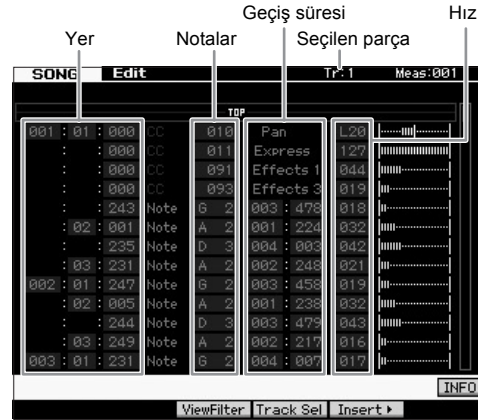 Geçiş süresi Hız
Yer Notalar Seçilen parça
SONG Edit Tr:1 Meas:001
TOP
001 : 01 : 000 CC 010 Pan L20
: : 000 CC 011 Express 127
: : 000 CC 091 Effects 1 044
: : 000 CC 093 Effects 3 019
: : 243 Note G 2 003 : 478 018
: 02 : 001 Note A 2 001 : 224 032
: : 235 Note D 3 004 : 003 042
: 03 : 231 Note A 2 002 : 248 021
002 : 01 : 247 Note G 2 003 : 458 019
: 02 : 005 Note A 2 001 : 238 032
: : 244 Note D 3 003 : 479 043
: 03 : 249 Note A 2 002 : 217 016
003 : 01 : 231 Note G 2 004 : 007 017
INFO
ViewFilter Track Sel Insert